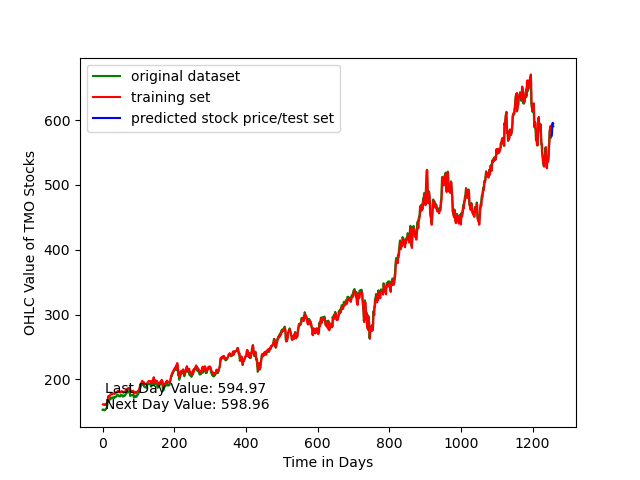 original dataset
training set
predicted stock price/test set
600
500
400
300
200
OHLC Value of TMO Stocks
Last Day Value: 594.97
Next Day Value: 598.96
0 200 400 600 800 1000 1200
Time in Days